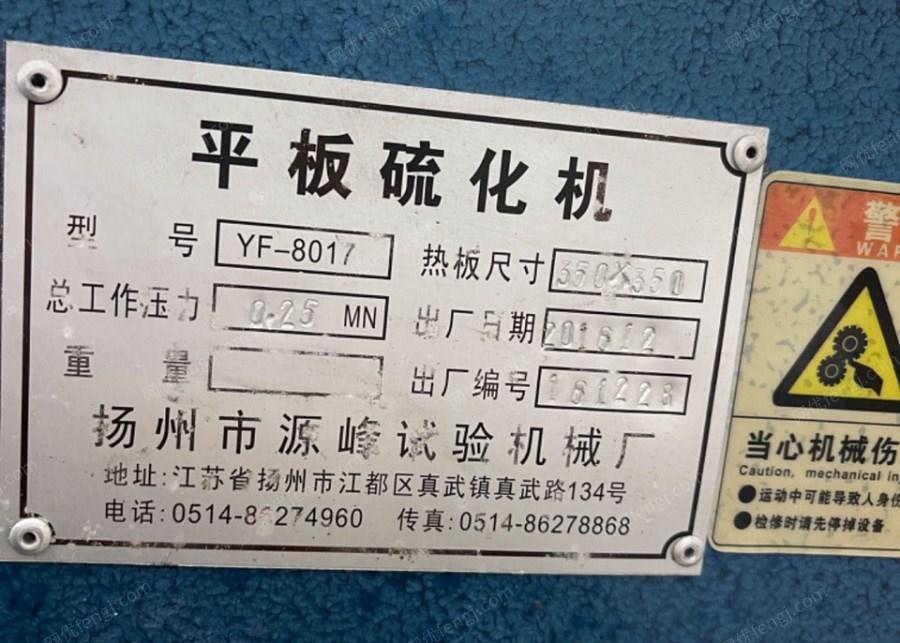 平板硫化机
型号 YF-8017 热板尺寸 350X350
总工作压力 0.25 MN 出厂日期 201612
重量 出厂编号 161228
扬州市源峰试验机械厂
地址:江苏省扬州市江都区真武镇真武路134号
电话:0514-86274960 传真:0514-86278868
警
WAR
当心机械伤
Caution, mechanical in
●运动中可能导致人身伤
●检修时请先停掉设备